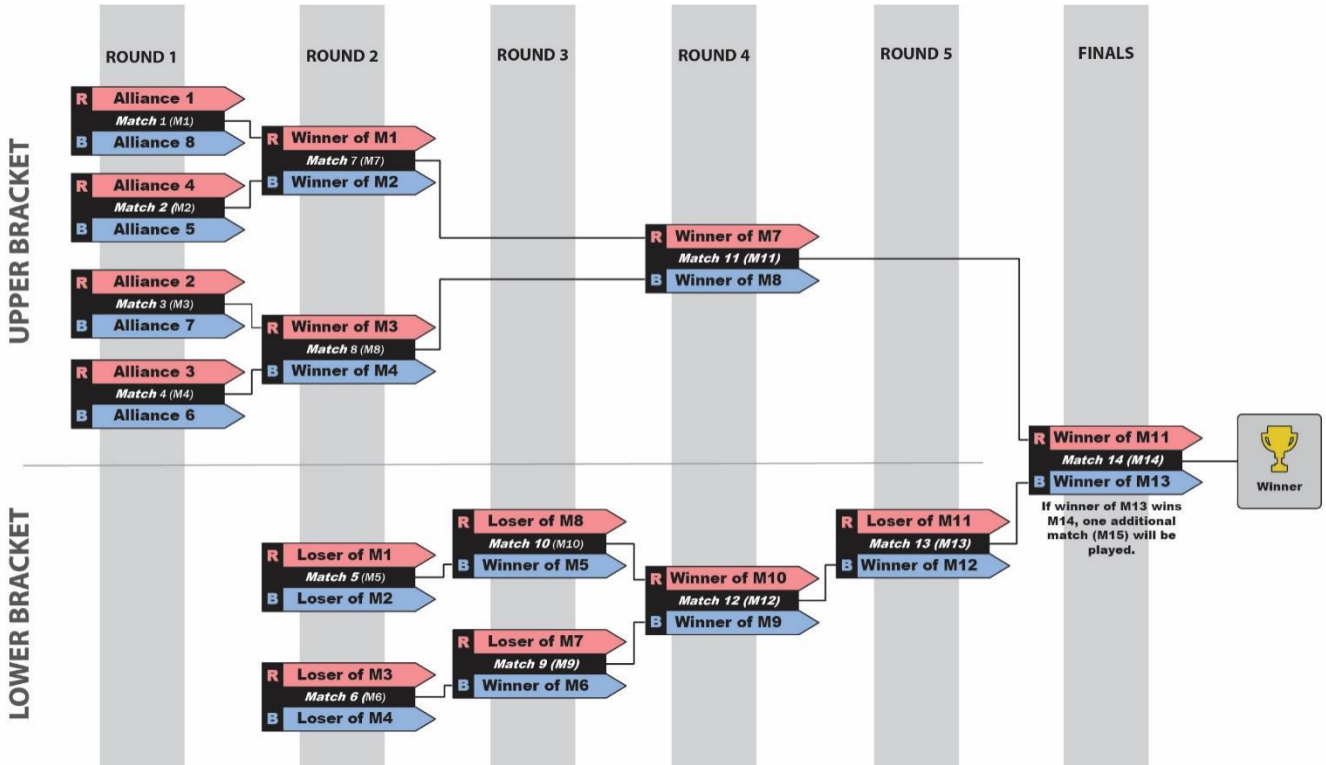 ROUND 1
ROUND 2
ROUND 3
ROUND 4
ROUND 5
FINALS
UPPER BRACKET
R Alliance 1
Match 1 (M1)
B Alliance 8
R Alliance 4
Match 2 (M2)
B Alliance 5
R Alliance 2
Match 3 (M3)
B Alliance 7
R Alliance 3
Match 4 (M4)
B Alliance 6
R Winner of M1
Match 7 (M7)
B Winner of M2
R Winner of M3
Match 8 (M8)
B Winner of M4
R Winner of M7
Match 11 (M11)
B Winner of M8
LOWER BRACKET
R Loser of M1
Match 5 (M5)
B Loser of M2
R Loser of M3
Match 6 (M6)
B Loser of M4
R Loser of M8
Match 10 (M10)
B Winner of M5
R Loser of M7
Match 9 (M9)
B Winner of M6
R Winner of M10
Match 12 (M12)
B Winner of M9
R Loser of M11
Match 13 (M13)
B Winner of M12
R Winner of M11
Match 14 (M14)
B Winner of M13
If winner of M13 wins
M14, one additional
match (M15) will be
played.
Winner